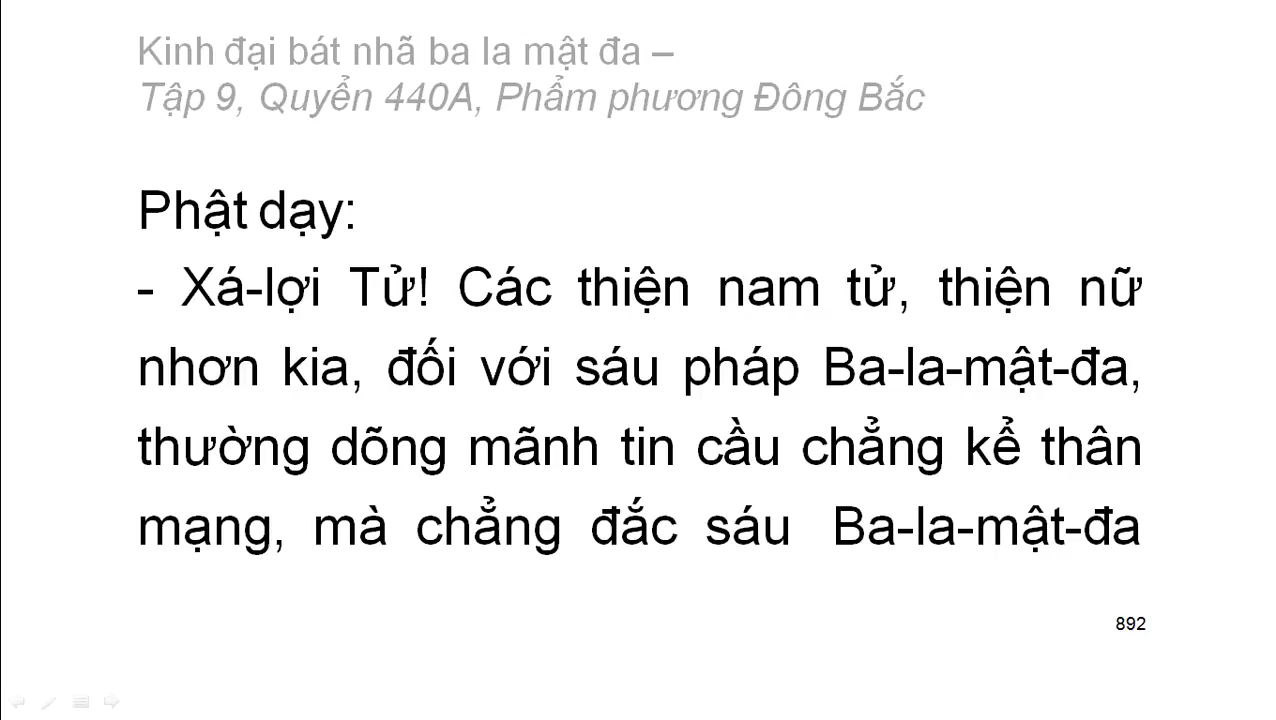 Kinh đại bát nhã ba la mật đa –
Tập 9, Quyển 440A, Phẩm phương Đông Bắc
Phật dạy:
- Xá-lợi Tử! Các thiện nam tử, thiện nữ
nhơn kia, đối với sáu pháp Ba-la-mật-đa,
thường dõng mãnh tin cầu chẳng kể thân
mạng, mà chẳng đắc sáu Ba-la-mật-đa
892